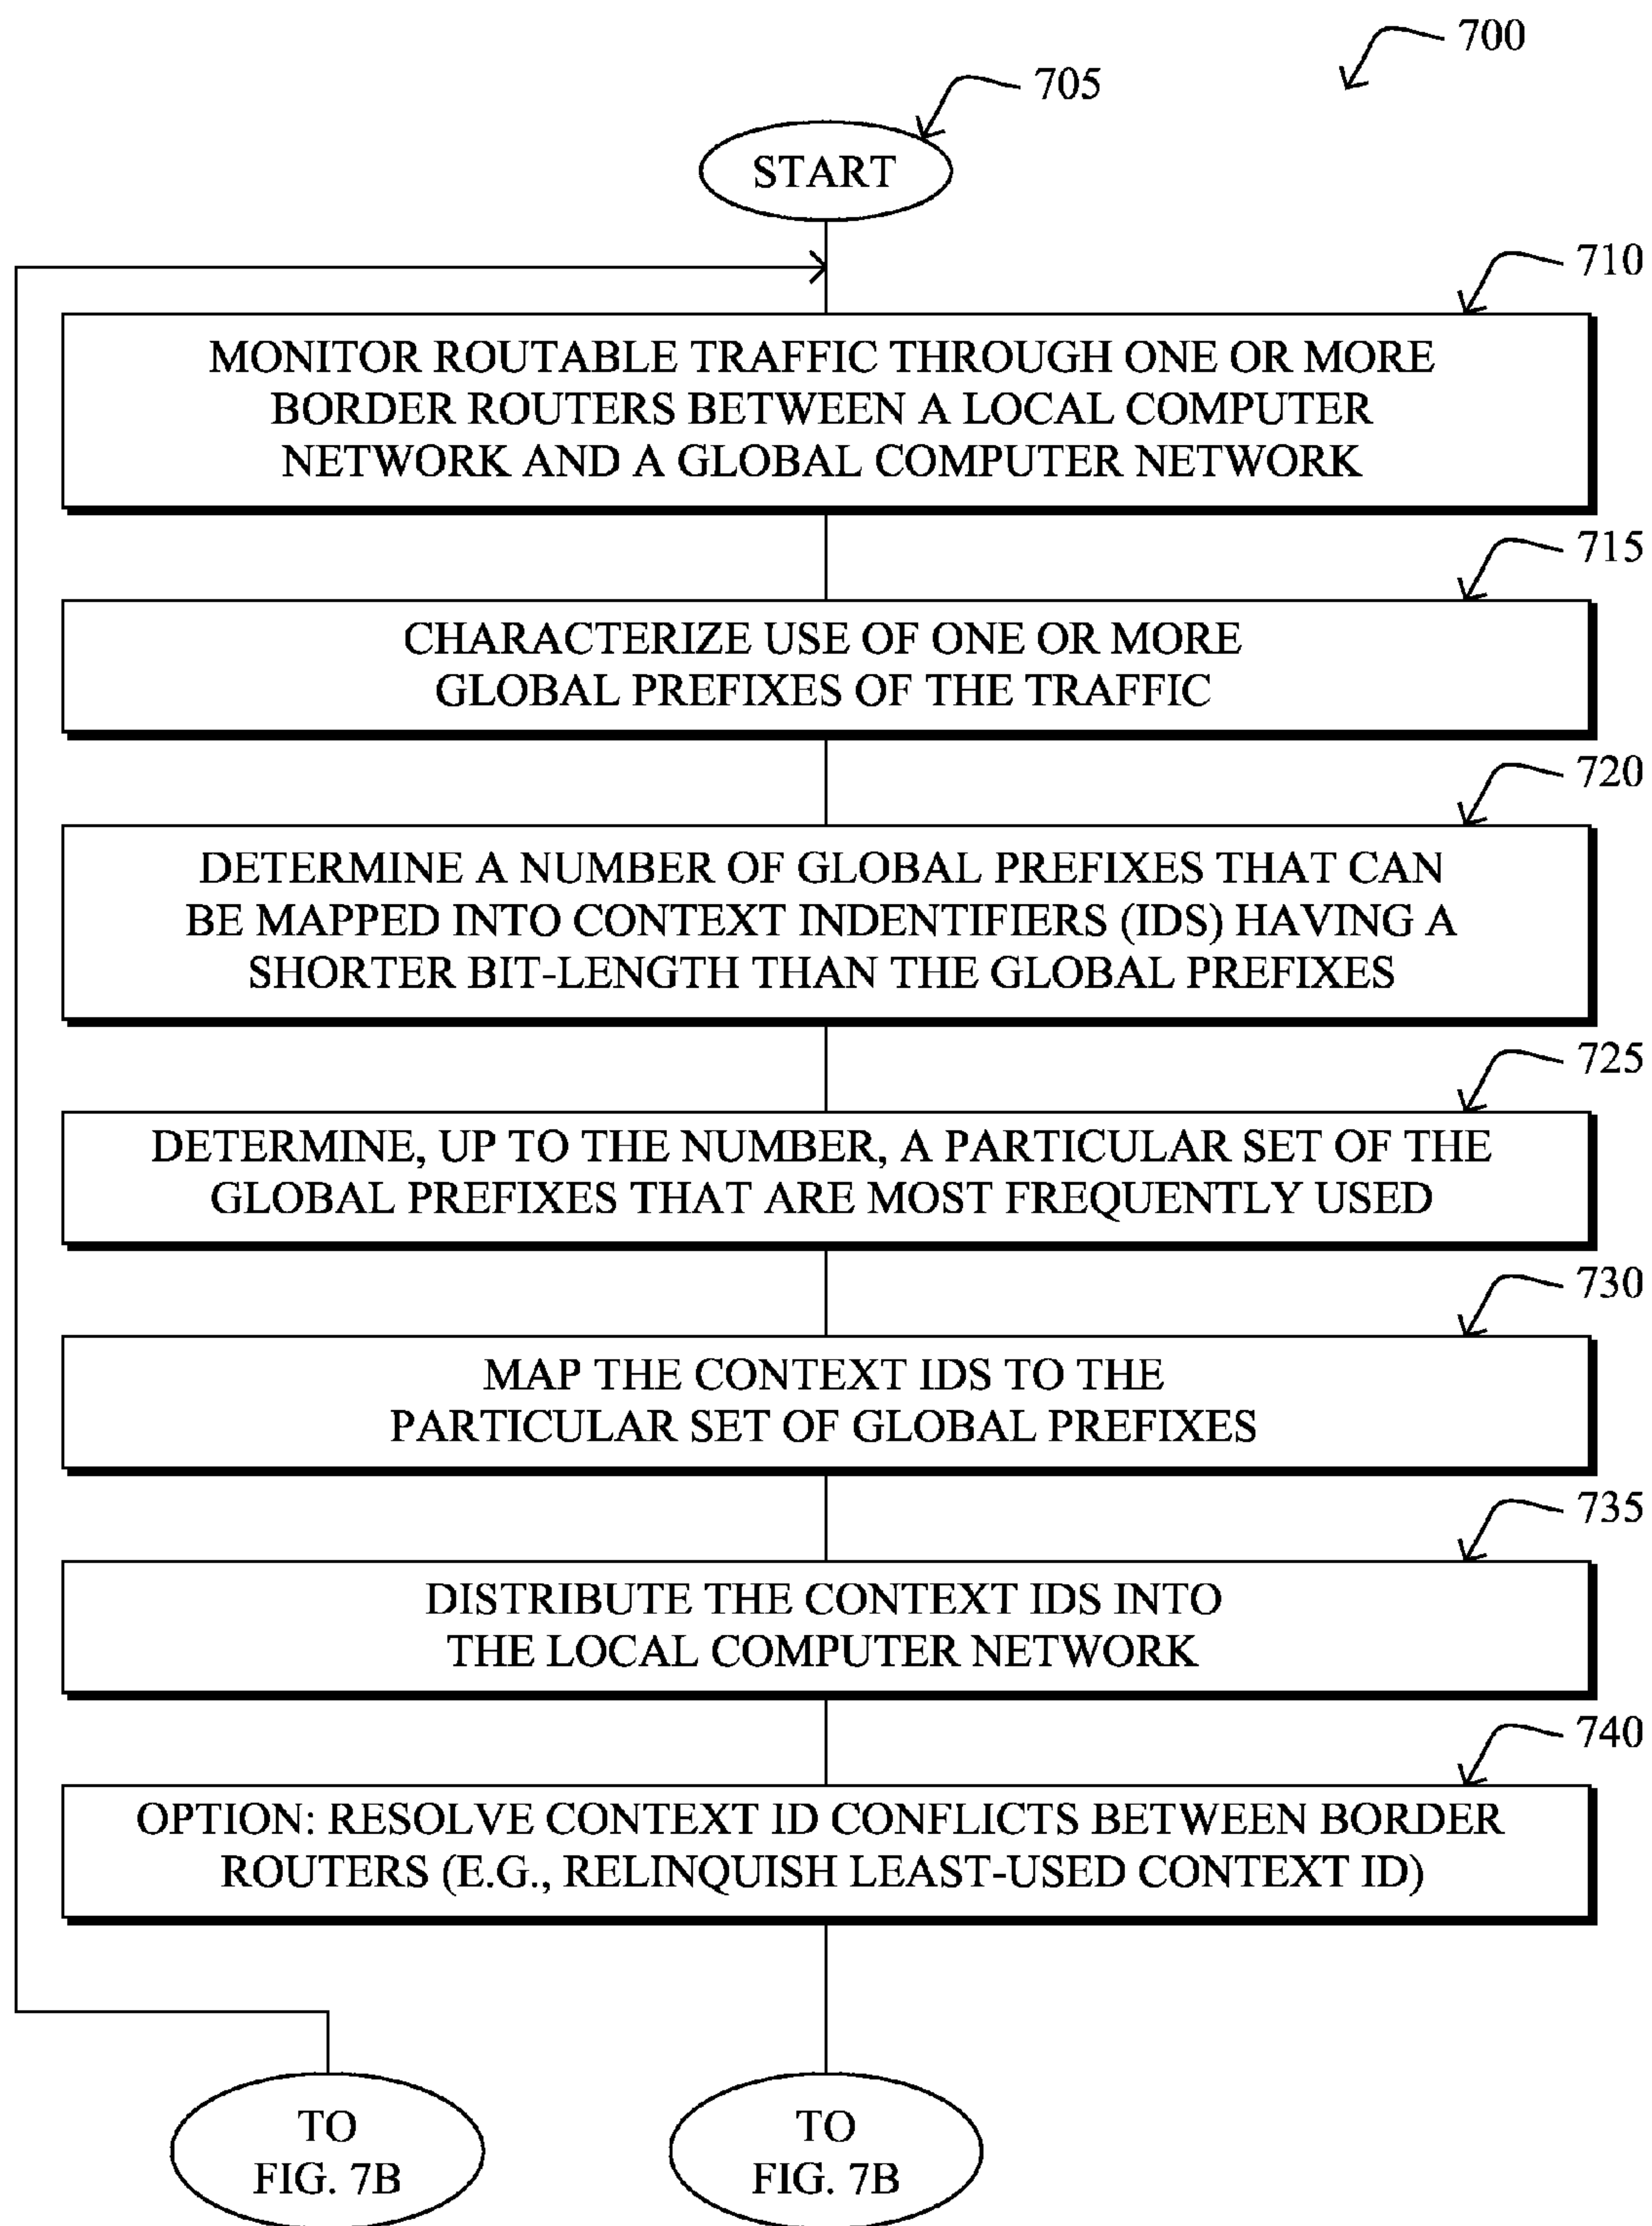 700
705
START
710
MONITOR ROUTABLE TRAFFIC THROUGH ONE OR MORE
BORDER ROUTERS BETWEEN A LOCAL COMPUTER
NETWORK AND A GLOBAL COMPUTER NETWORK
715
CHARACTERIZE USE OF ONE OR MORE
GLOBAL PREFIXES OF THE TRAFFIC
720
DETERMINE A NUMBER OF GLOBAL PREFIXES THAT CAN
BE MAPPED INTO CONTEXT INDENTIFIERS (IDS) HAVING A
SHORTER BIT-LENGTH THAN THE GLOBAL PREFIXES
725
DETERMINE, UP TO THE NUMBER, A PARTICULAR SET OF THE
GLOBAL PREFIXES THAT ARE MOST FREQUENTLY USED
730
MAP THE CONTEXT IDS TO THE
PARTICULAR SET OF GLOBAL PREFIXES
735
DISTRIBUTE THE CONTEXT IDS INTO
THE LOCAL COMPUTER NETWORK
740
OPTION: RESOLVE CONTEXT ID CONFLICTS BETWEEN BORDER
ROUTERS (E.G., RELINQUISH LEAST-USED CONTEXT ID)
TO
FIG. 7B
TO
FIG. 7B